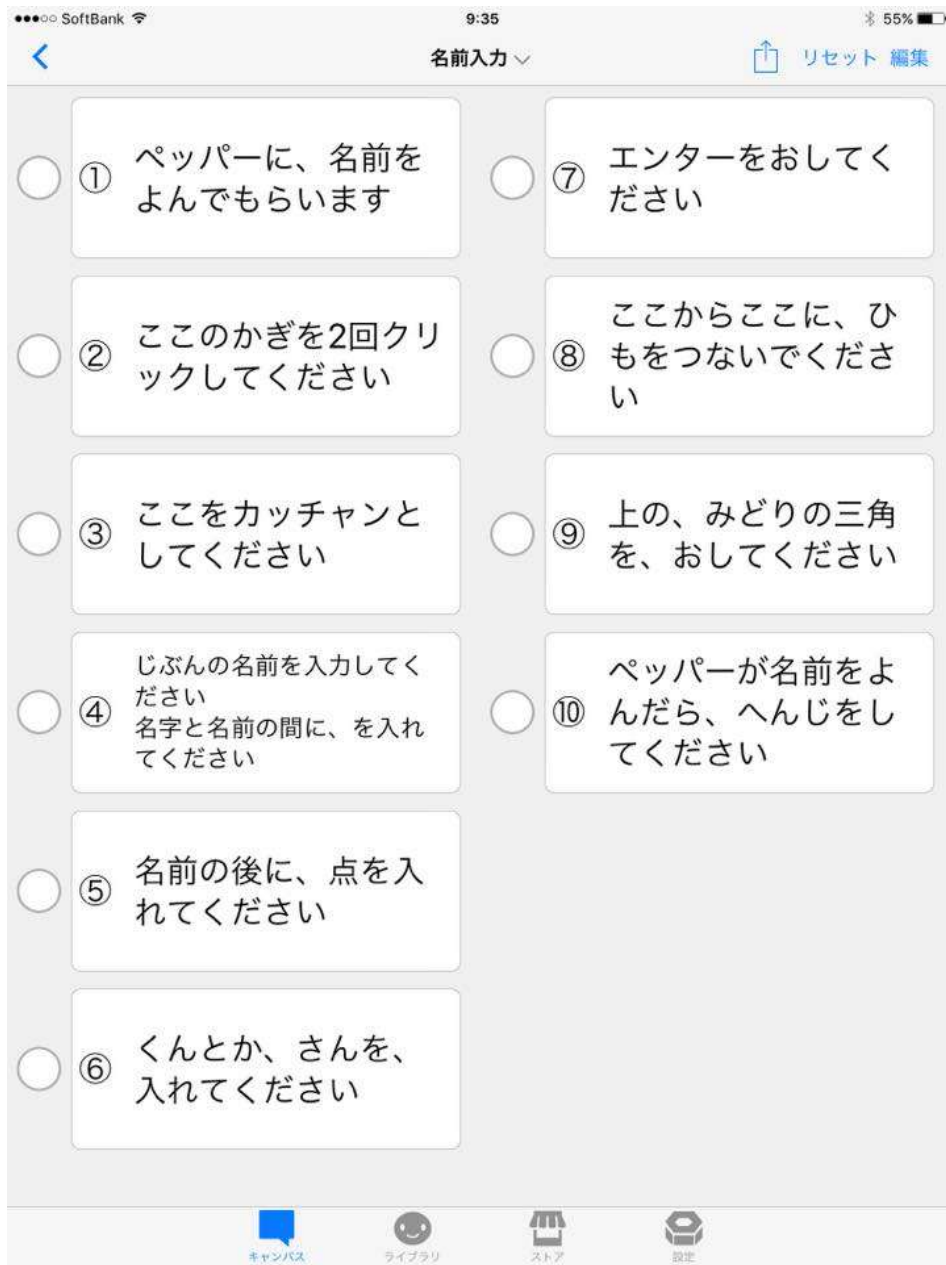 SoftBank
9:35
55%
名前入力
リセット 編集
① ペッパーに、名前を
よんでもらいます
② ここのかぎを2回クリ
ックしてください
③ ここをカッチャンと
してください
④ じぶんの名前を入力してく
ださい
名字と名前の間に、を入れ
てください
⑤ 名前の後に、点を入
れてください
⑥ くんとか、さんを、
入れてください
⑦ エンターをおしてく
ださい
⑧ ここからここに、ひ
もをつないでくださ
い
⑨ 上の、みどりの三角
を、おしてください
⑩ ペッパーが名前をよ
んだら、へんじをし
てください
キャンバス
ライブラリ
ストア
設定